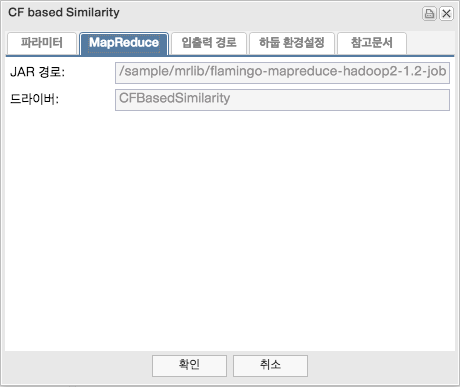 CF based Similarity
파라미터 MapReduce 입출력 경로 하둡 환경설정 참고문서
JAR 경로: /sample/mrlib/flamingo-mapreduce-hadoop2-1.2-job
드라이버: CFBasedSimilarity
확인 취소